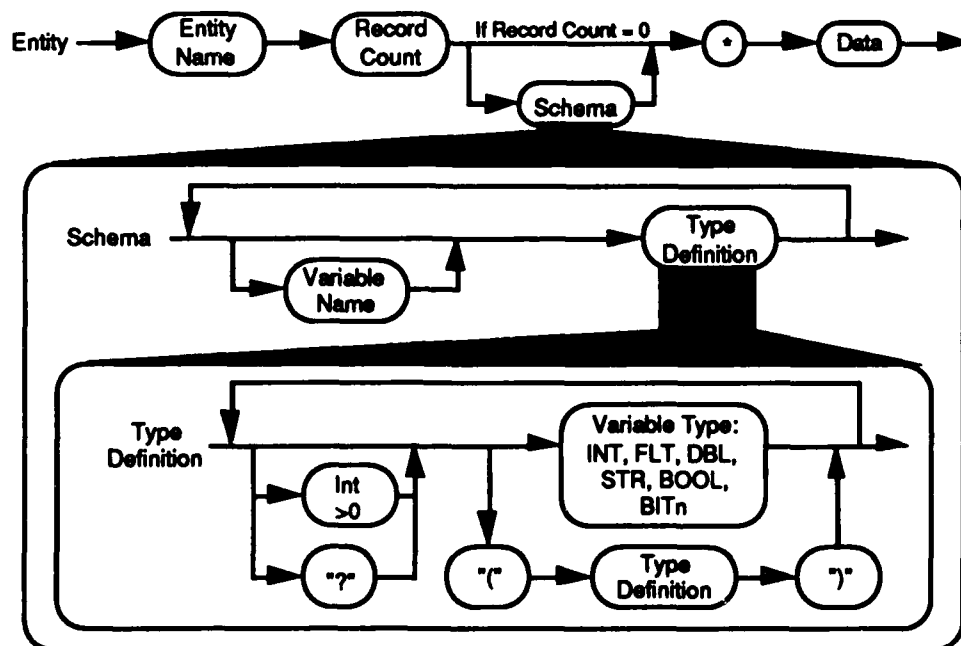 Entity
Entity
Name
Record
Count
If Record Count = 0
*
Data
Schema
Schema
Type
Definition
Variable
Name
Type
Definition
Int
>0
"?"
Variable Type:
INT, FLT, DBL,
STR, BOOL,
BITn
"("
Type
Definition
")"